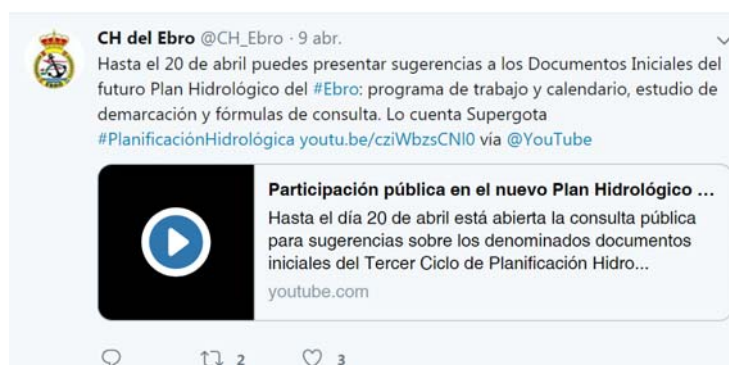 CH del Ebro @CH_Ebro · 9 abr.
Hasta el 20 de abril puedes presentar sugerencias a los Documentos Iniciales del
futuro Plan Hidrológico del #Ebro: programa de trabajo y calendario, estudio de
demarcación y fórmulas de consulta. Lo cuenta Supergota
#PlanificaciónHidrológica youtu.be/cziWbzsCNl0 vía @YouTube
Participación pública en el nuevo Plan Hidrológico ...
Hasta el día 20 de abril está abierta la consulta pública
para sugerencias sobre los denominados documentos
iniciales del Tercer Ciclo de Planificación Hidro...
youtube.com
2 3